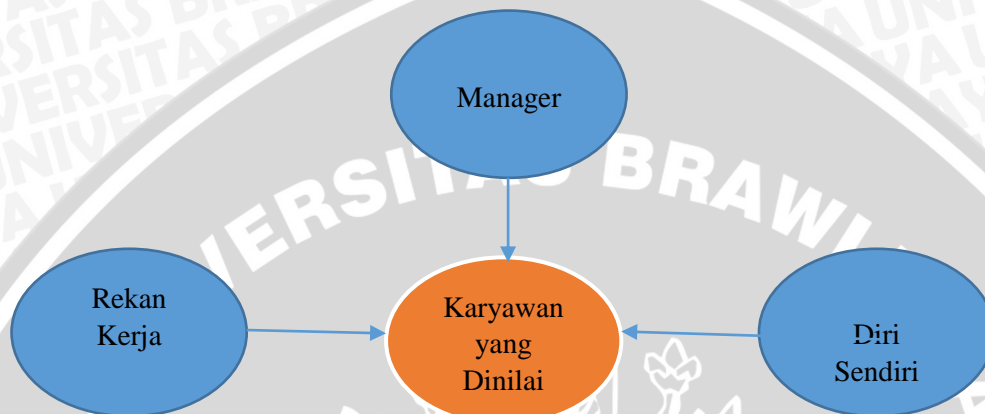 Manager
Rekan
Kerja
Karyawan
yang
Dinilai
Diri
Sendiri